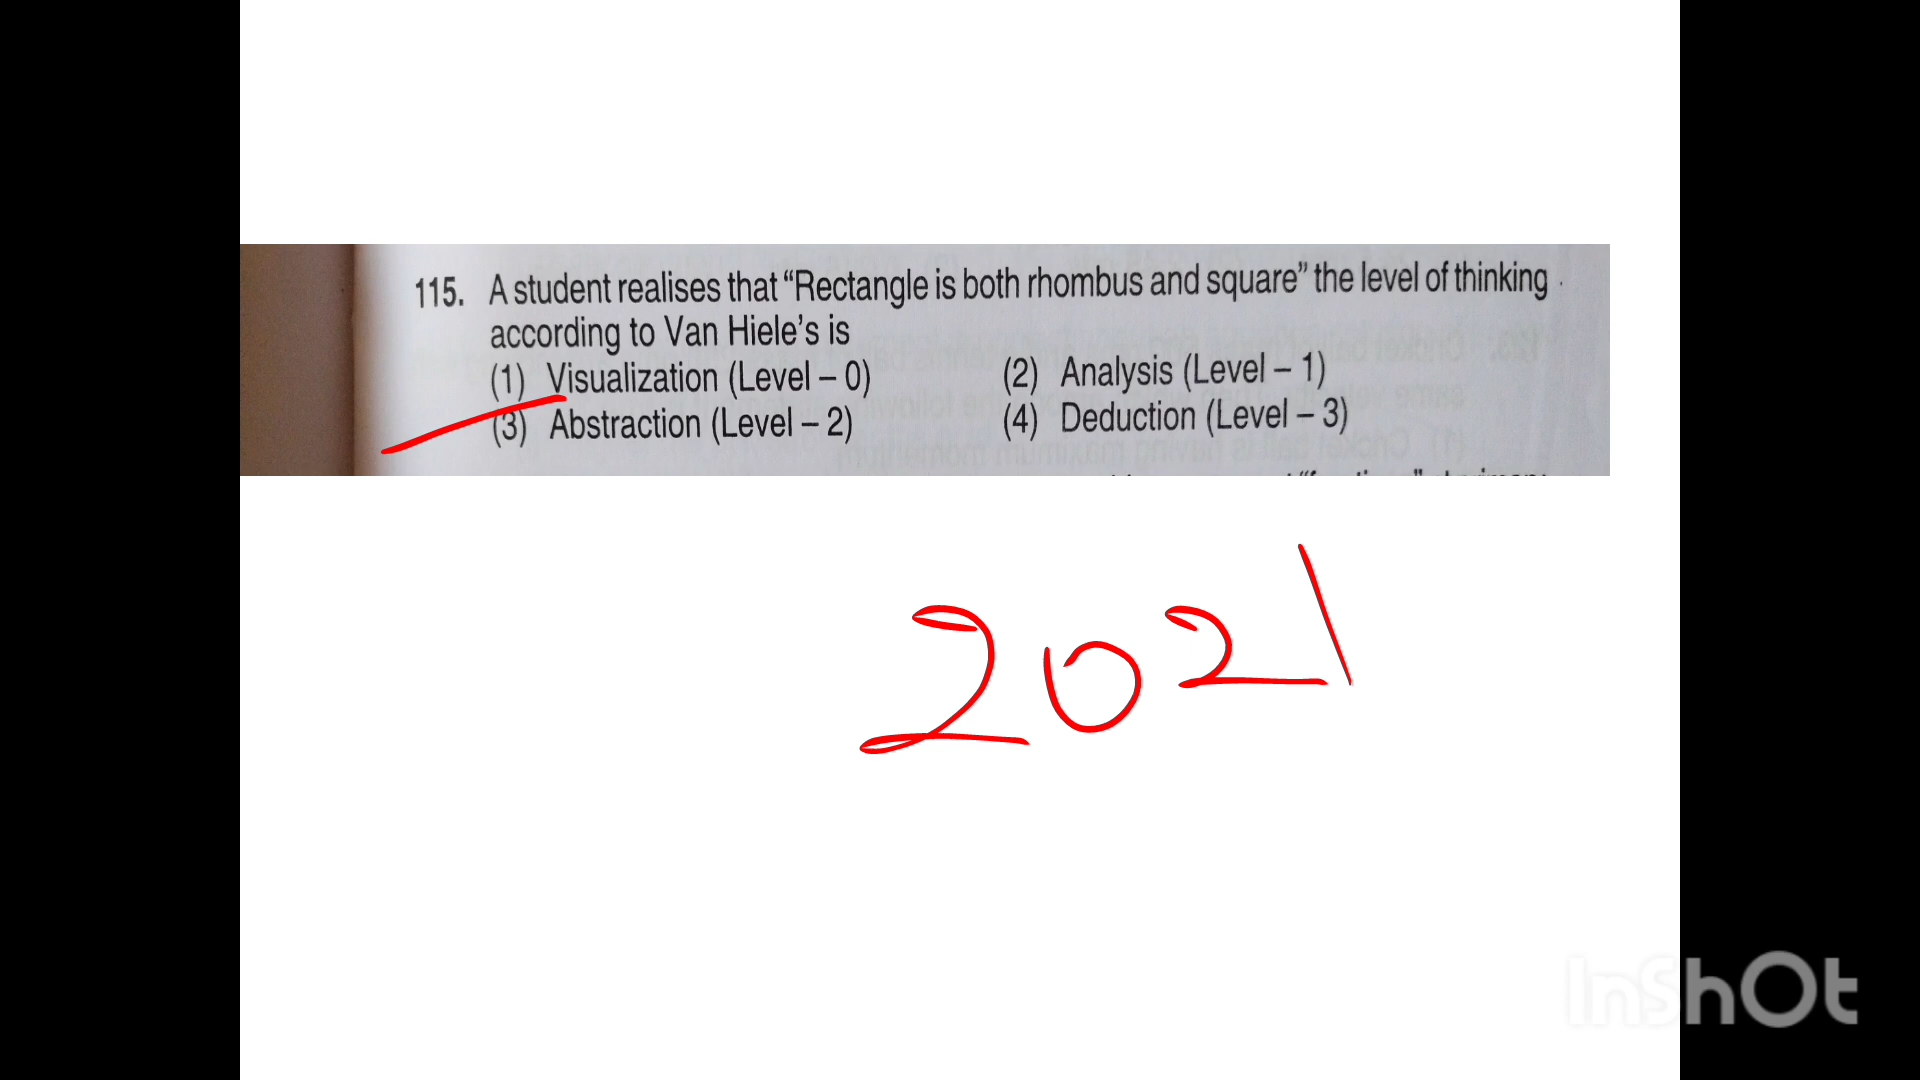 115. A student realises that “Rectangle is both rhombus and square” the level of thinking
according to Van Hiele’s is
(1) Visualization (Level – 0) (2) Analysis (Level – 1)
(3) Abstraction (Level – 2) (4) Deduction (Level – 3)
2021
InShOt